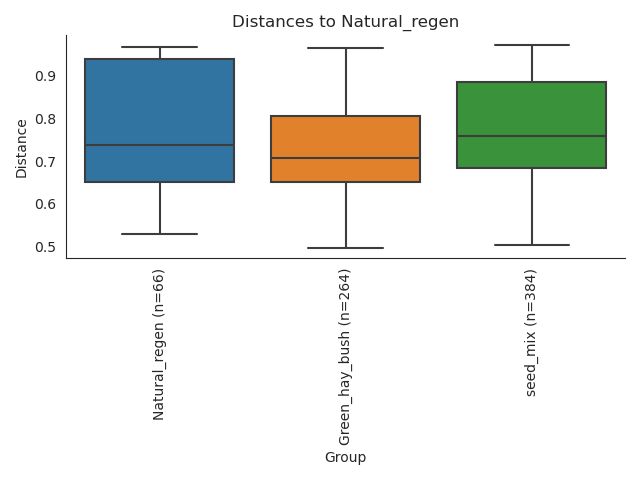 Distances to Natural_regen
Distance
0.9
0.8
0.7
0.6
0.5
Natural_regen (n=66)
Green_hay_bush (n=264)
seed_mix (n=384)
Group